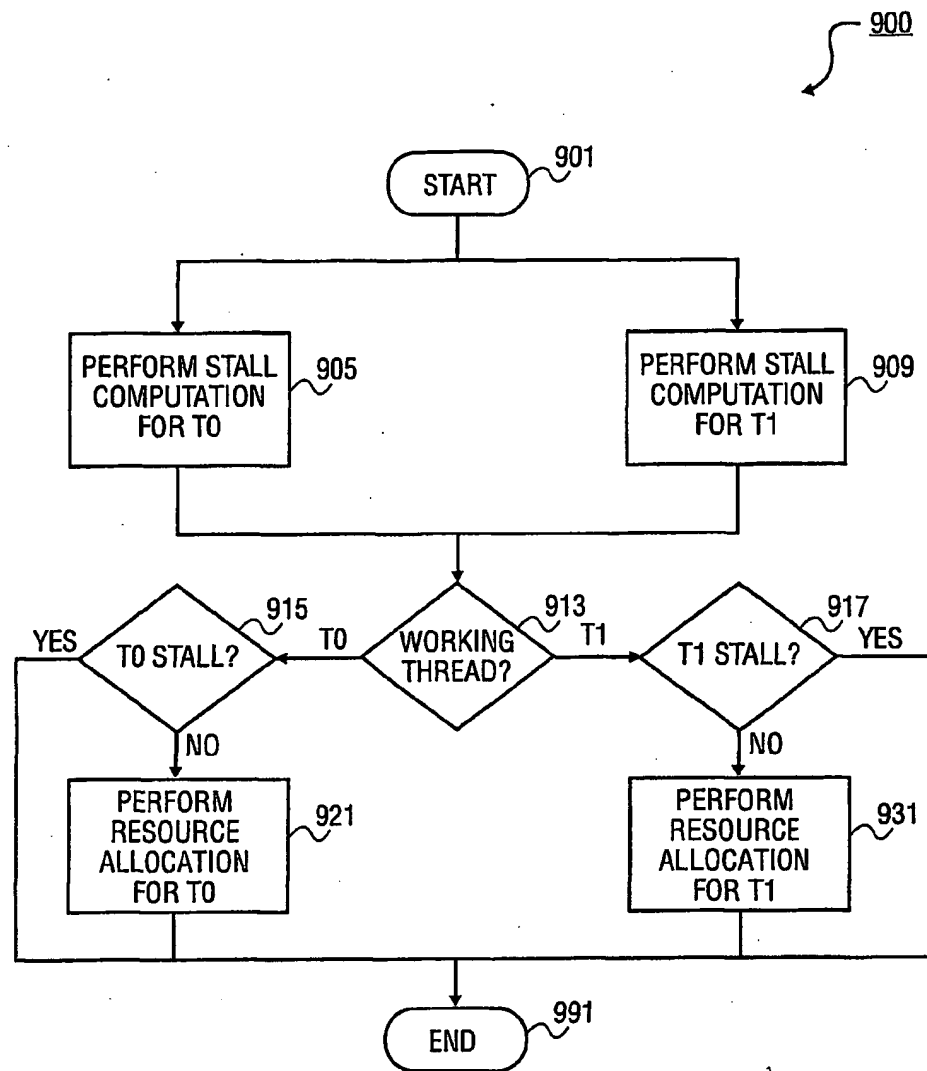 900
START
901
PERFORM STALL
COMPUTATION
FOR T0
905
PERFORM STALL
COMPUTATION
FOR T1
909
YES
T0 STALL?
915
T0
WORKING
THREAD?
913
T1
T1 STALL?
917
YES
NO
NO
PERFORM
RESOURCE
ALLOCATION
FOR T0
921
PERFORM
RESOURCE
ALLOCATION
FOR T1
931
END
991